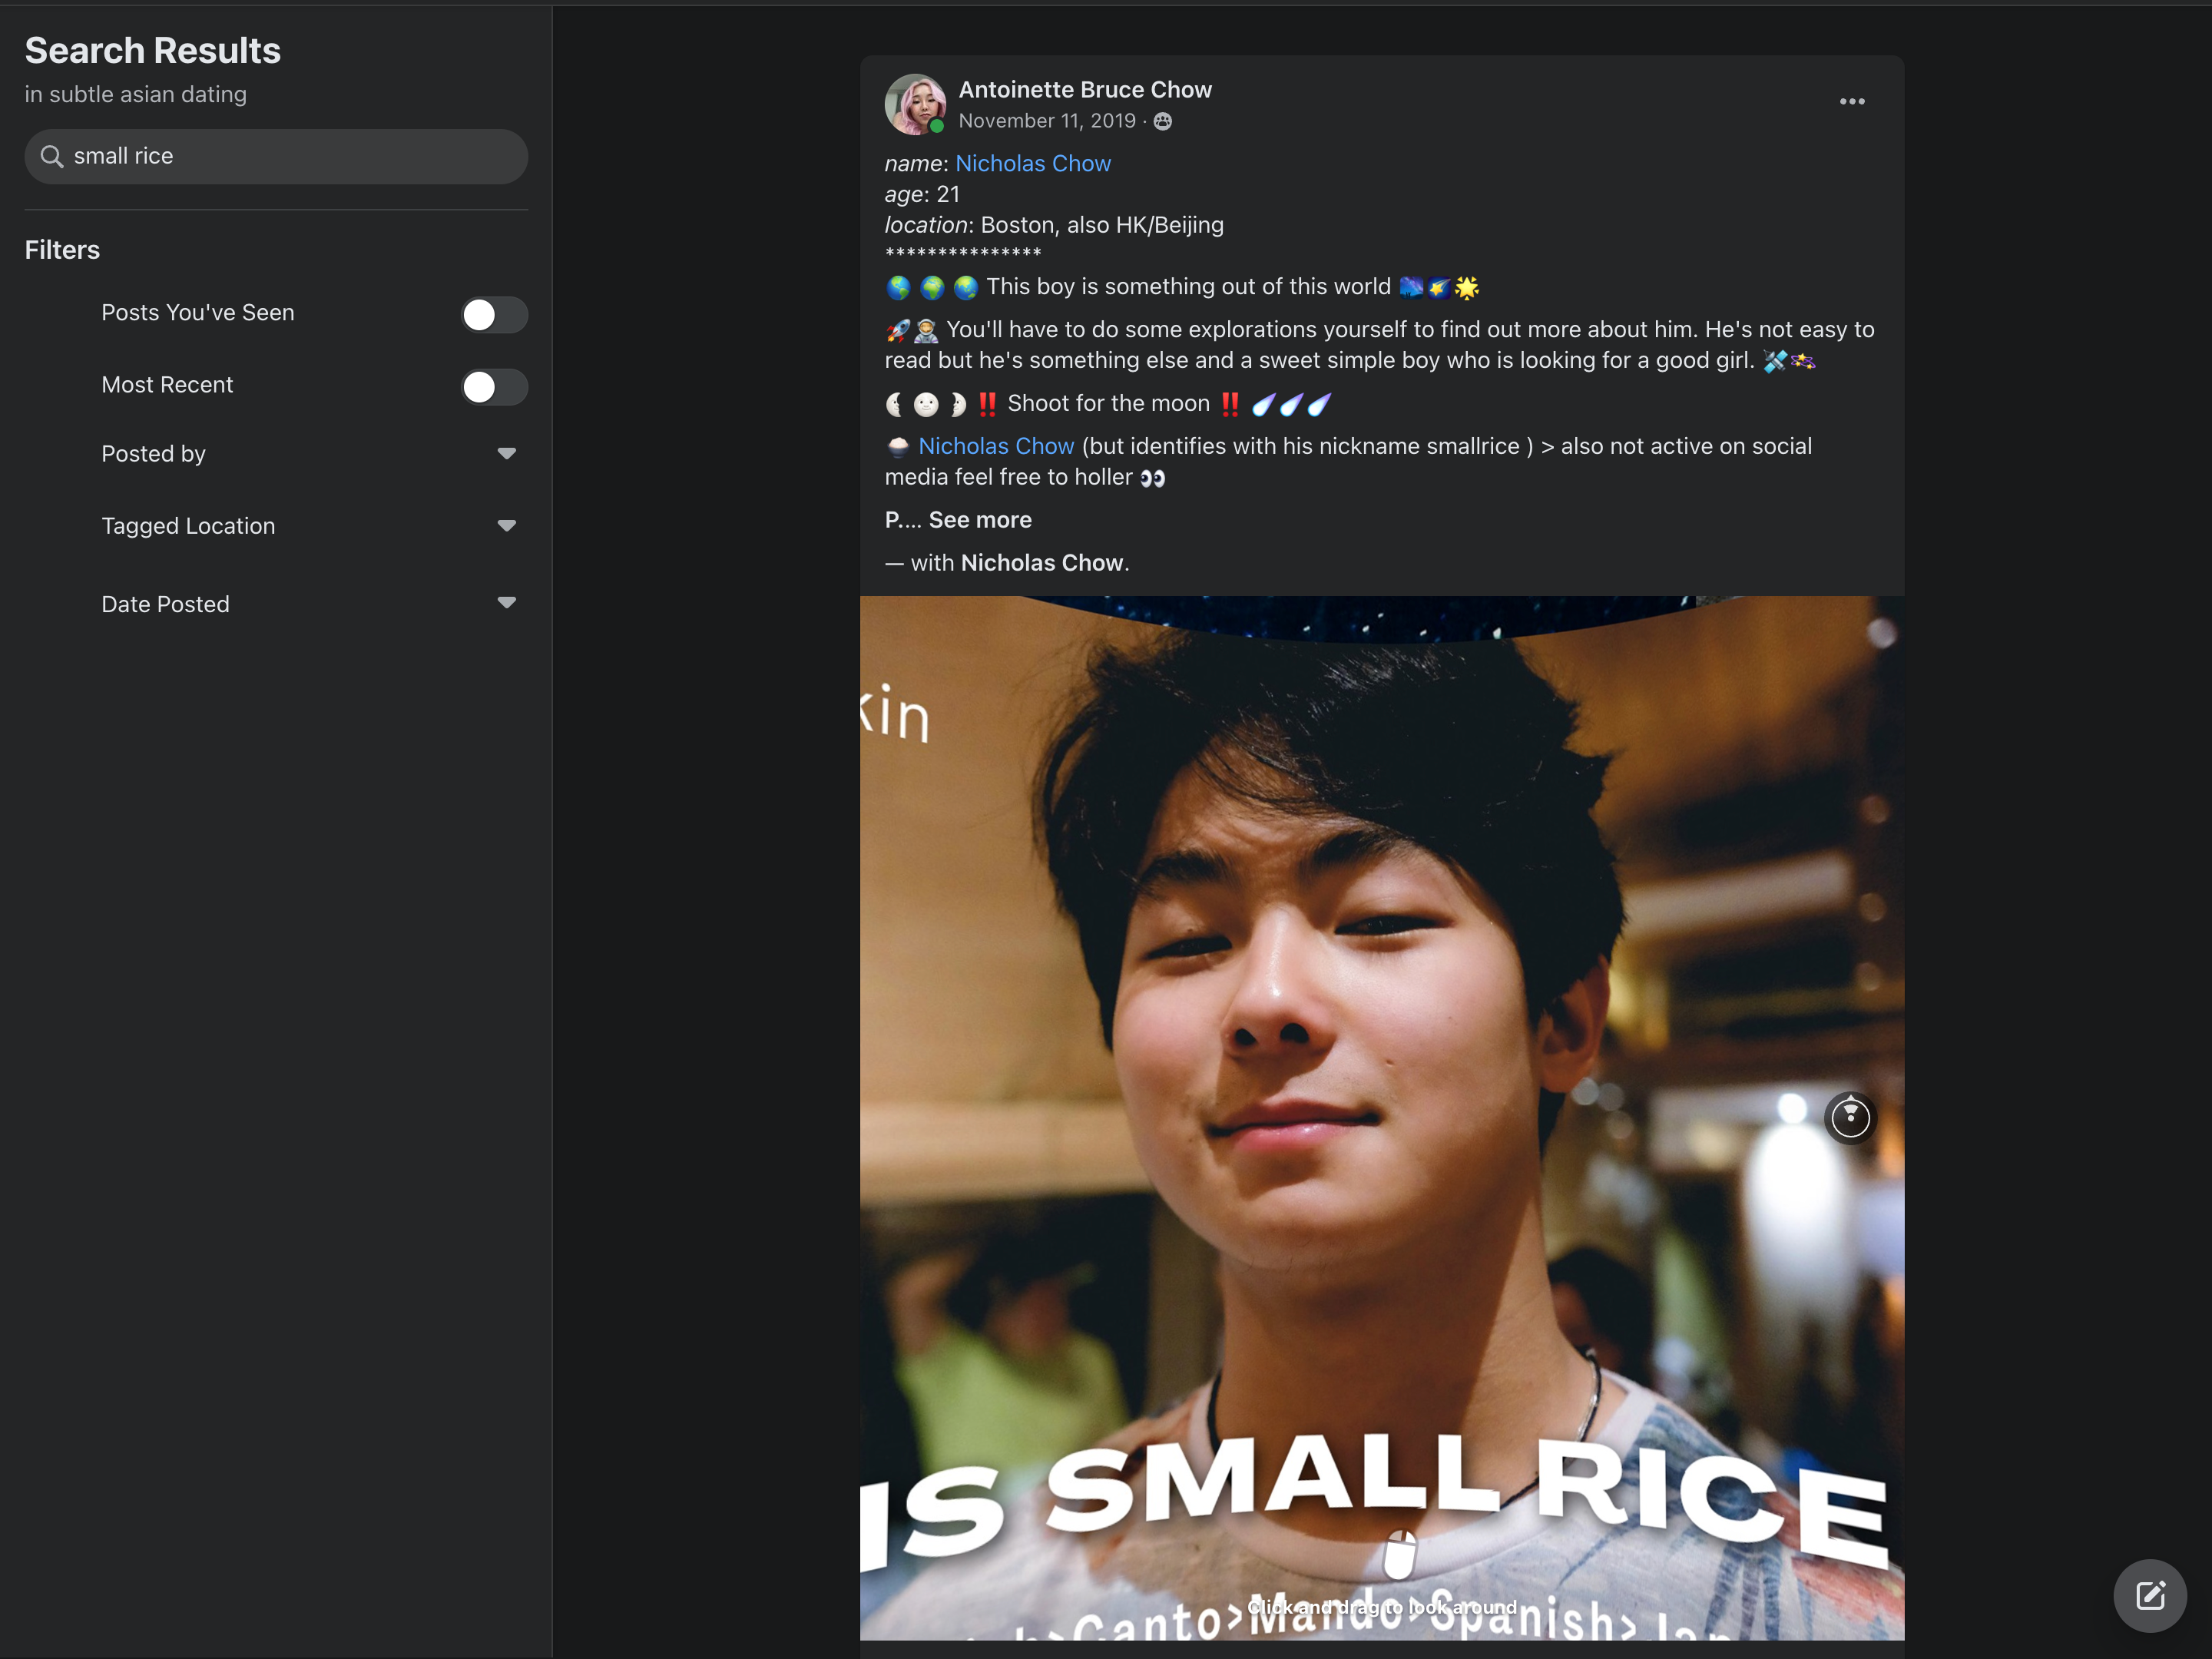 Search Results
in subtle asian dating
small rice
Filters
Posts You've Seen
Most Recent
Posted by
Tagged Location
Date Posted
Antoinette Bruce Chow
November 11, 2019 ·
name: Nicholas Chow
age: 21
location: Boston, also HK/Beijing
***************
🌎 🌍 🌏 This boy is something out of this world 🌌🌠🌟
🚀👨‍🚀 You'll have to do some explorations yourself to find out more about him. He's not easy to
read but he's something else and a sweet simple boy who is looking for a good girl. 🛰💫
🌜 🌝 🌛 ‼️ Shoot for the moon ‼️ ☄️☄️☄️
🍚 Nicholas Chow (but identifies with his nickname smallrice ) > also not active on social
media feel free to holler 👀
P.... See more
— with Nicholas Chow.
kin
IS SMALL RICE
Click and drag to look around
>Canto>Mando>Spanish>